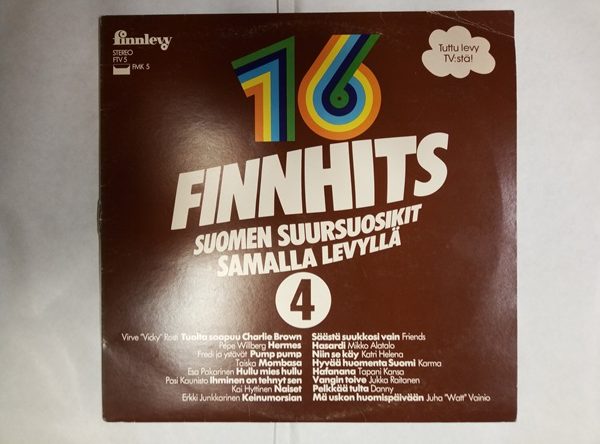 finnlevy
STEREO
FTV 5
FMK 5
Tuttu levy
TV:stä!
16
FINNHITS
SUOMEN SUURSUOSIKIT
SAMALLA LEVYLLÄ
4
Virve "Vicky" Rosti Tuolta saapuu Charlie Brown
Pepe Willberg Hermes
Fredi ja ystävät Pump pump
Taiska Mombasa
Esa Pakarinen Hullu mies hullu
Pasi Kaunisto Ihminen on tehnyt sen
Kai Hyttinen Naiset
Erkki Junkkarinen Keinumorsian
Säästä suukkosi vain Friends
Hasardi Mikko Alatalo
Niin se käy Katri Helena
Hyvää huomenta Suomi Karma
Hafanana Tapani Kansa
Vangin toive Jukka Raitanen
Pelkkää tulta Danny
Mä uskon huomispäivään Juha "Watt" Vainio